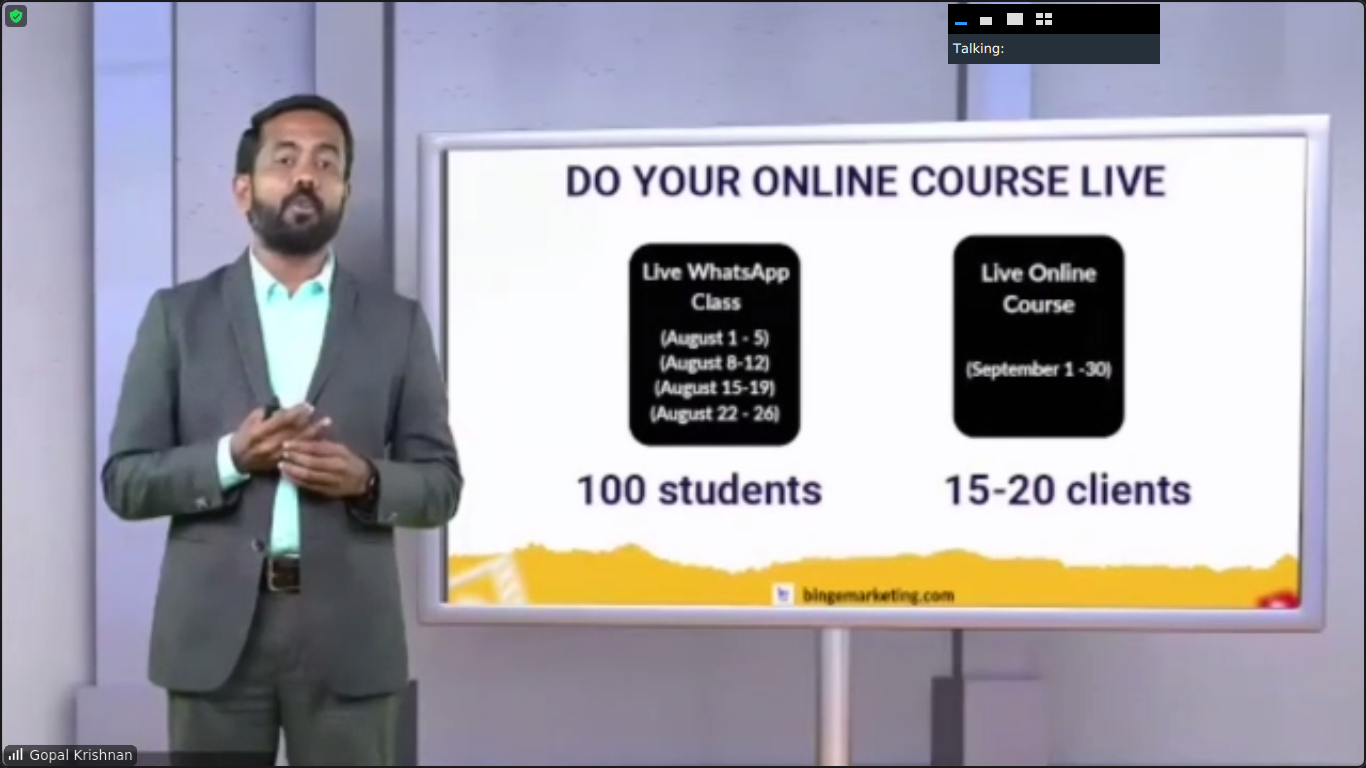 Talking:
DO YOUR ONLINE COURSE LIVE
Live WhatsApp
Class
(August 1 - 5)
(August 8-12)
(August 15-19)
(August 22 - 26)
100 students
Live Online
Course
(September 1 -30)
15-20 clients
bingemarketing.com
Gopal Krishnan